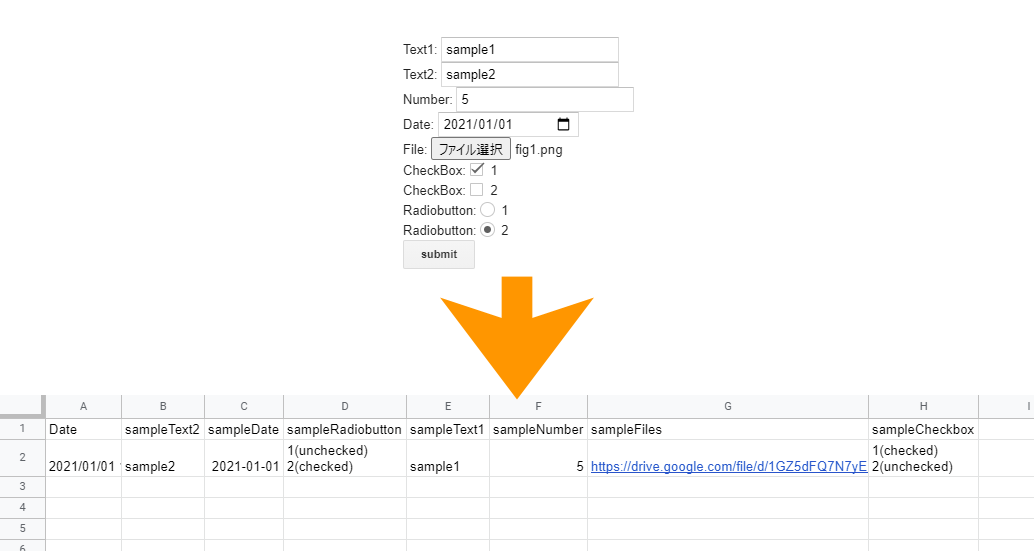 Text1: sample1
Text2: sample2
Number: 5
Date: 2021/01/01
File: ファイル選択 fig1.png
CheckBox: 1
CheckBox: 2
Radiobutton: 1
Radiobutton: 2
submit
A B C D E F G H I
1 Date sampleText2 sampleDate sampleRadiobutton sampleText1 sampleNumber sampleFiles sampleCheckbox
2 2021/01/01 sample2 2021-01-01 1(unchecked) 2(checked) sample1 5 https://drive.google.com/file/d/1GZ5dFQ7N7yE 1(checked) 2(unchecked)
3
4
5
6